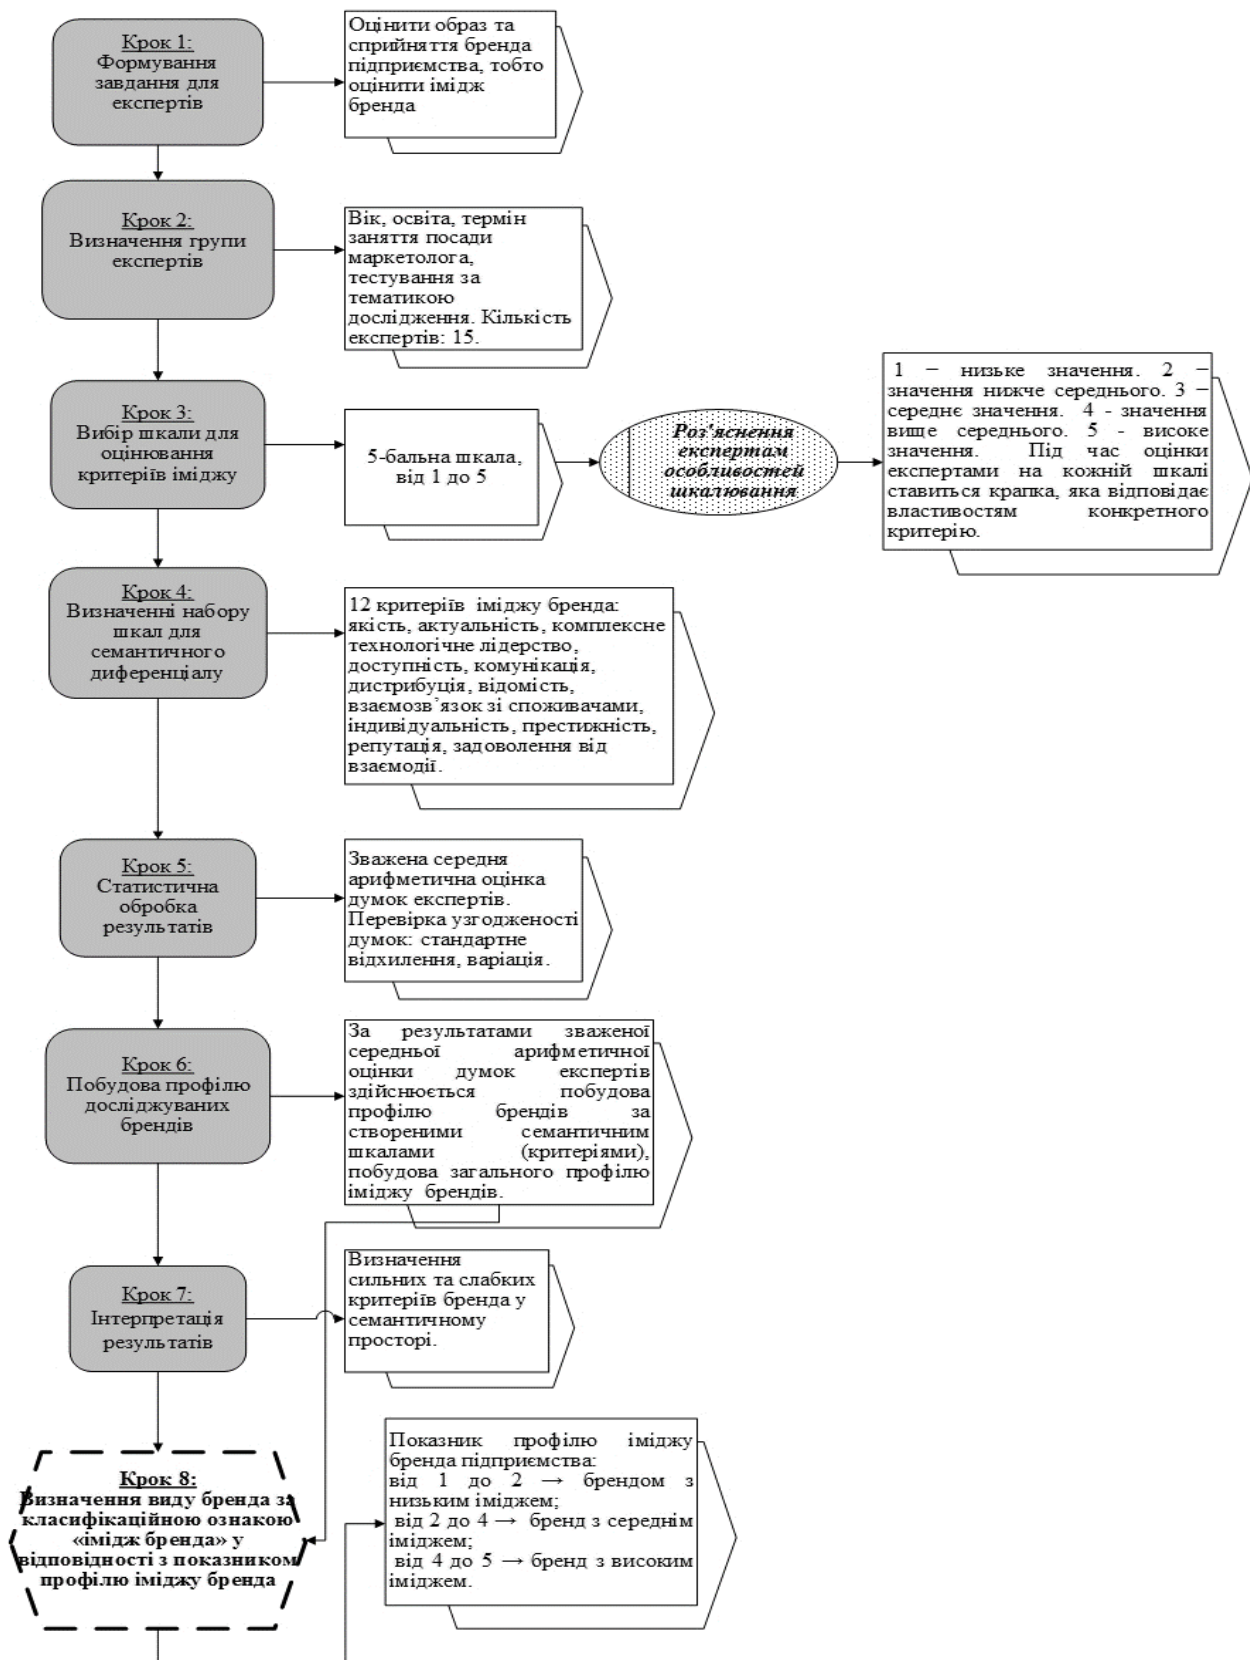 Крок 1:
Формування
завдання для
експертів
Оцінити образ та
сприйняття бренда
підприємства, тобто
оцінити імідж
бренда
Крок 2:
Визначення групи
експертів
Вік, освіта, термін
заняття посади
маркетолога,
тестування за
тематикою
дослідження. Кількість
експертів: 15.
Крок 3:
Вибір шкали для
оцінювання
критеріїв іміджу
5-бальна шкала,
від 1 до 5
Роз'яснення
експертам
особливостей
шкалювання
1 – низьке значення. 2 –
значення нижче середнього. 3 –
середнє значення. 4 - значення
вище середнього. 5 - високе
значення. Під час оцінки
експертами на кожній шкалі
ставиться крапка, яка відповідає
властивостям конкретного
критерію.
Крок 4:
Визначенні набору
шкал для
семантичного
диференціалу
12 критеріїв іміджу бренда:
якість, актуальність, комплексне
технологічне лідерство,
доступність, комунікація,
дистрибуція, відомість,
взаємозв'язок зі споживачами,
індивідуальність, престижність,
репутація, задоволення від
взаємодії.
Крок 5:
Статистична
обробка
результатів
Зважена середня
арифметична оцінка
думок експертів.
Перевірка узгодженості
думок: стандартне
відхилення, варіація.
Крок 6:
Побудова профілю
досліджуваних
брендів
За результатами зваженої
середньої арифметичної
оцінки думок експертів
здійснюється побудова
профілю брендів за
створеними семантичним
шкалами (критеріями),
побудова загального профілю
іміджу брендів.
Крок 7:
Інтерпретація
результатів
Визначення
сильних та слабких
критеріїв бренда у
семантичному
просторі.
Крок 8:
Визначення виду бренда за
класифікаційною ознакою
«імідж бренда» у
відповідності з показником
профілю іміджу бренда
Показник профілю іміджу
бренда підприємства:
від 1 до 2 → брендом з
низьким іміджем;
від 2 до 4 → бренд з середнім
іміджем;
від 4 до 5 → бренд з високим
іміджем.